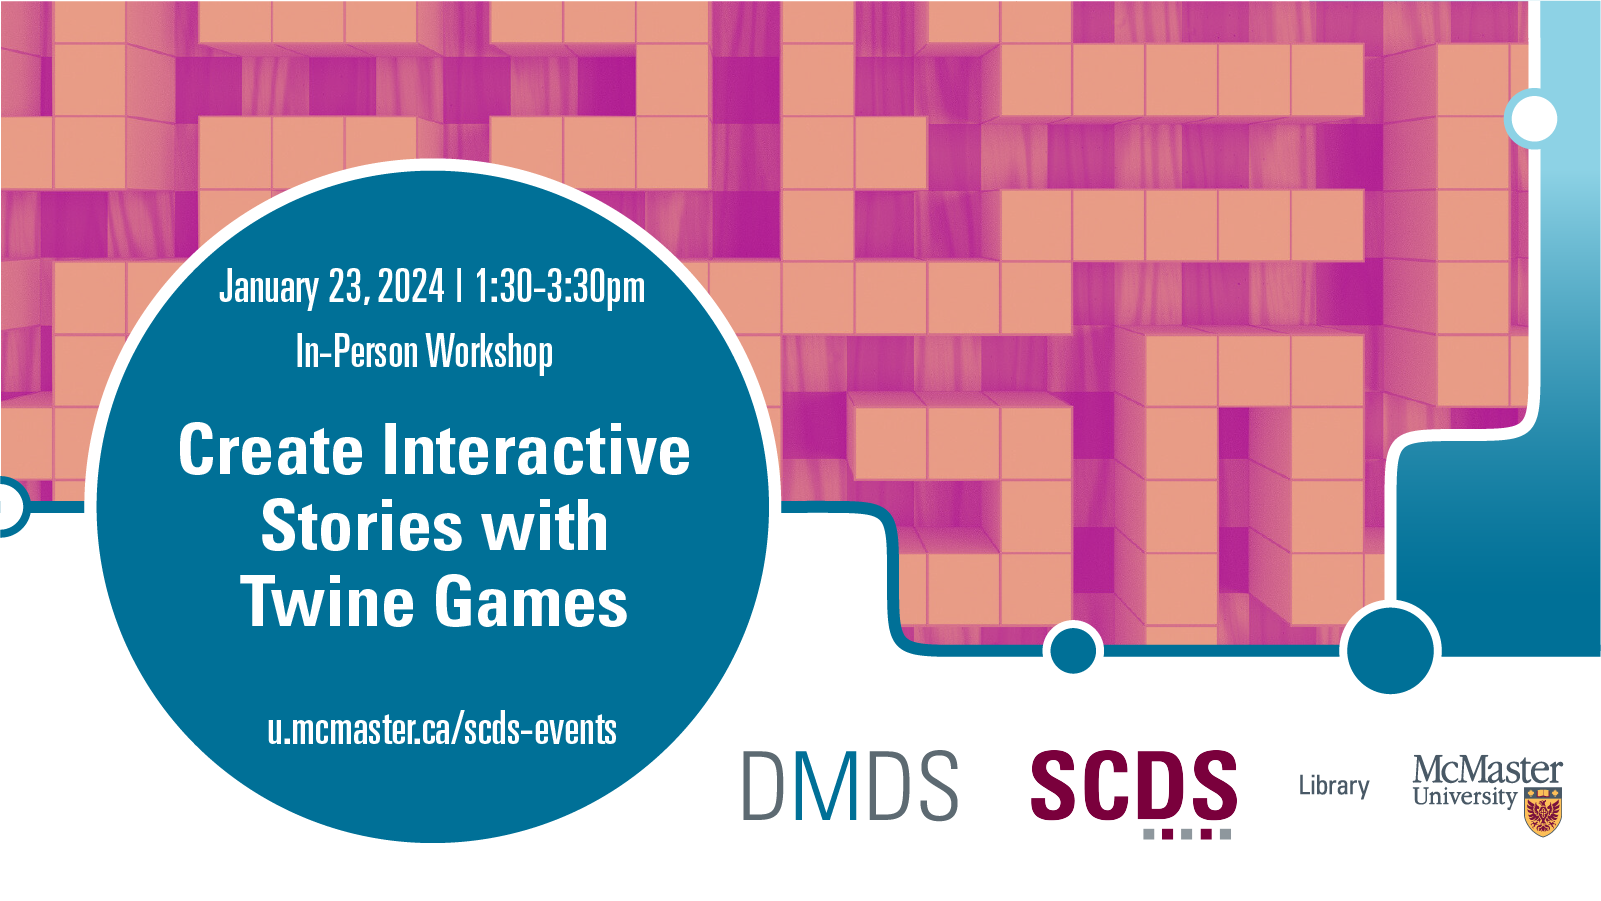 January 23, 2024 | 1:30-3:30pm
In-Person Workshop
Create Interactive
Stories with
Twine Games
u.mcmaster.ca/scds-events
DMDS
SCDS
Library
McMaster
University